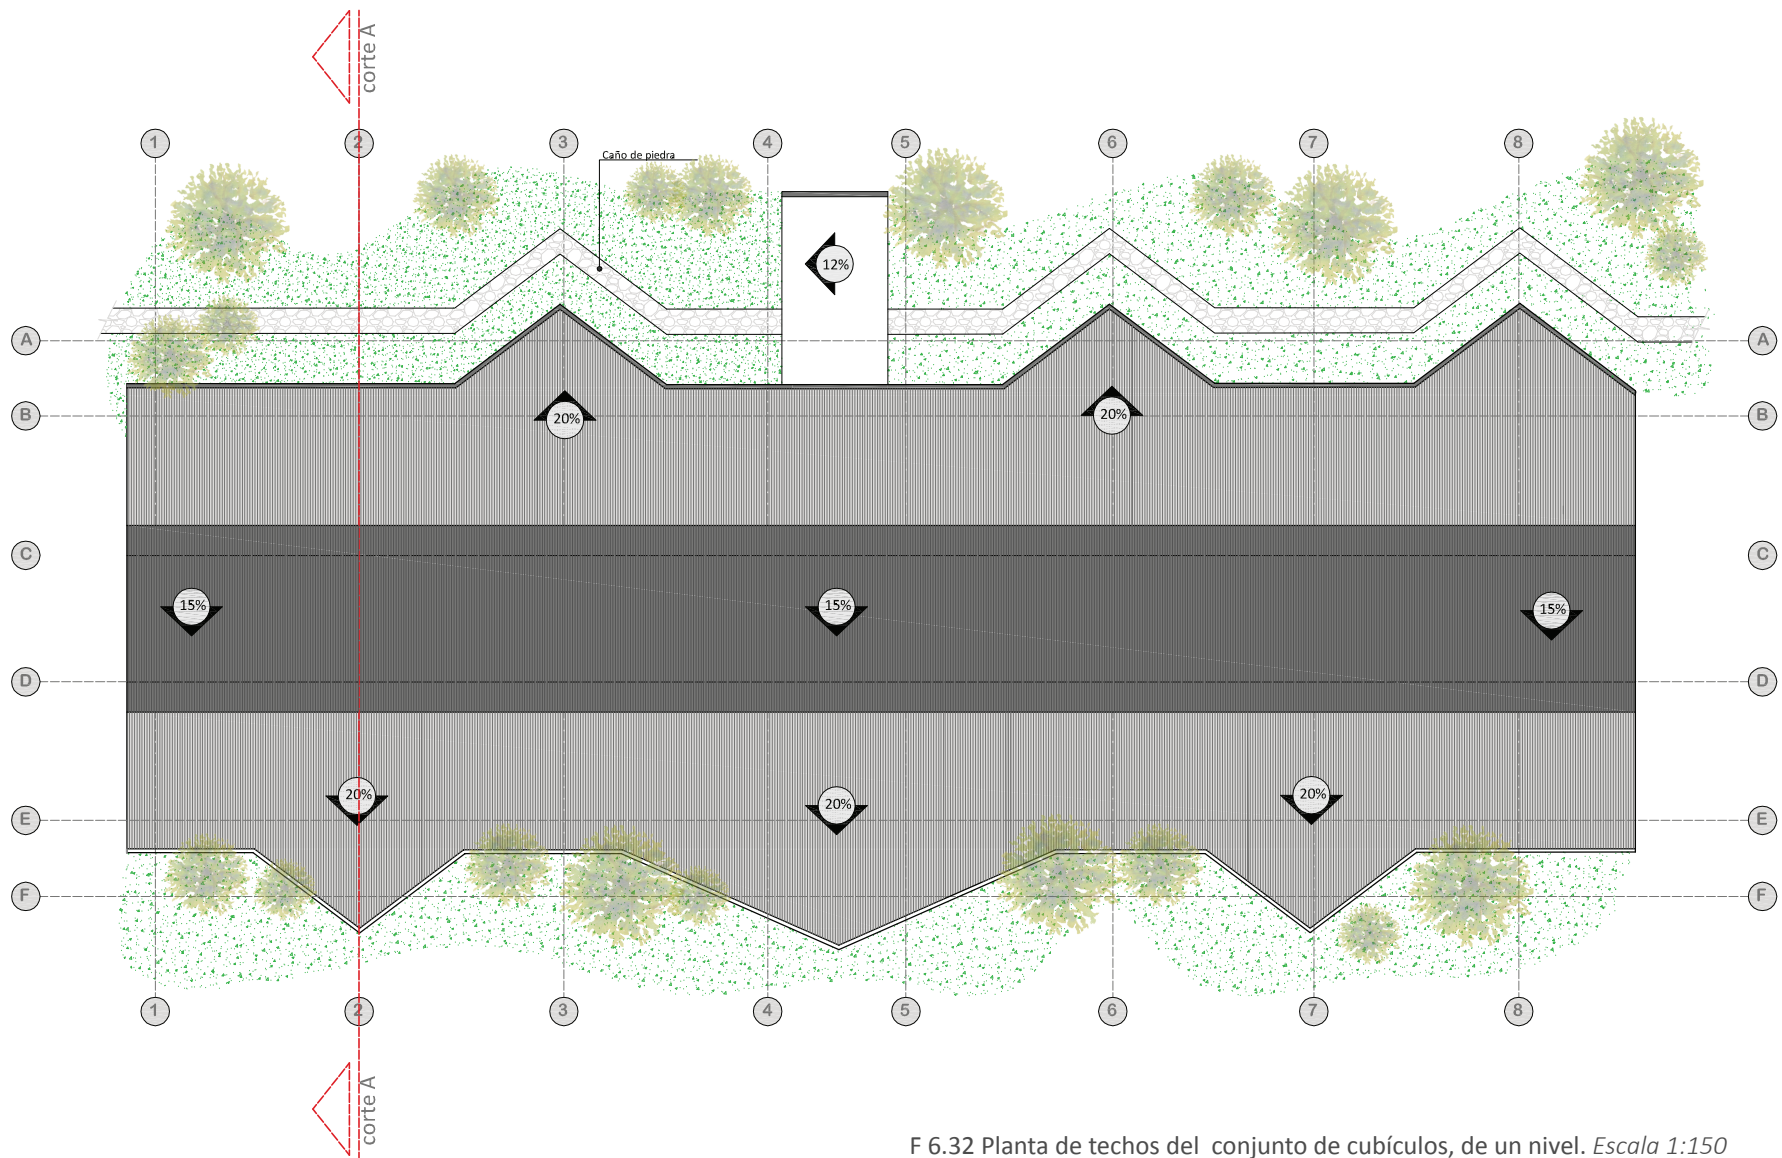 corte A
1 2 3 4 5 6 7 8
Caño de piedra
12%
A A
B 20% 20% B
C C
15% 15% 15%
D D
20% 20% 20%
E E
F F
1 2 3 4 5 6 7 8
corte A
F 6.32 Planta de techos del conjunto de cubículos, de un nivel. Escala 1:150